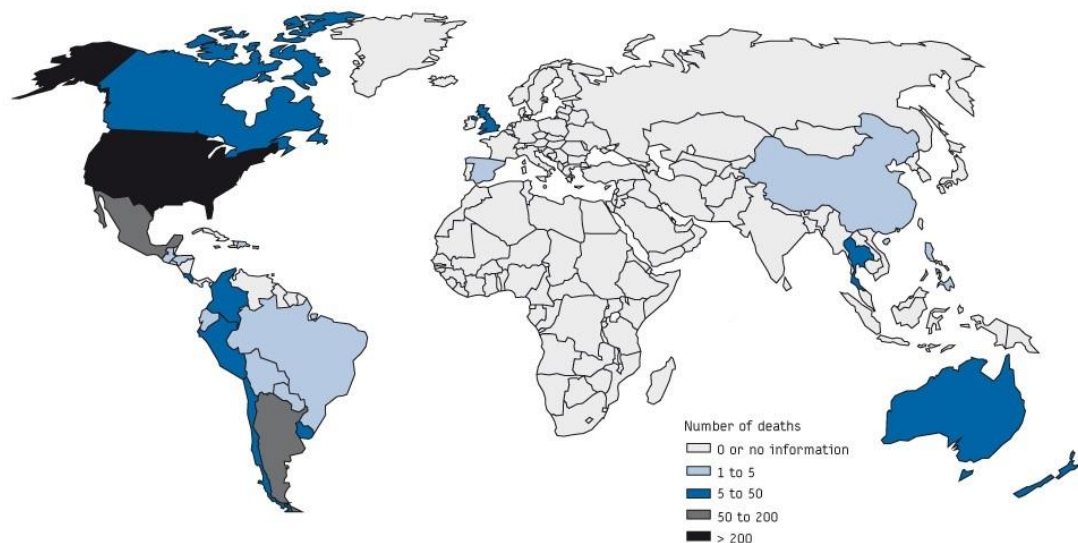 Number of deaths
0 or no information
1 to 5
5 to 50
50 to 200
> 200